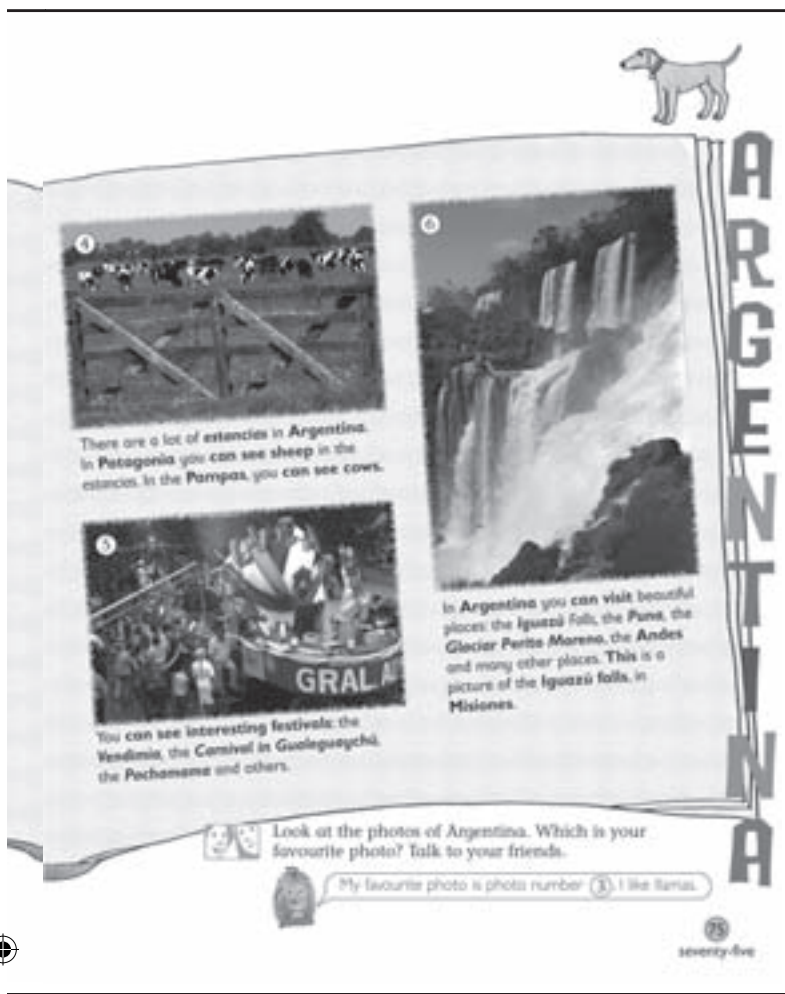 4
There are a lot of estancias in Argentina.
In Patagonia you can see sheep in the
estancias. In the Pampas, you can see cows.
5
GRAL A
You can see interesting festivals: the
Vendimia, the Carnival in Gualeguaychú,
the Pachamama and others.
6
In Argentina you can visit beautiful
places: the Iguazú Falls, the Puna, the
Glaciar Perito Moreno, the Andes
and many other places. This is a
picture of the Iguazú falls, in
Misiones.
ARGENTINA
Look at the photos of Argentina. Which is your
favourite photo? Talk to your friends.
My favourite photo is photo number 3. I like llamas.
75
seventy-five